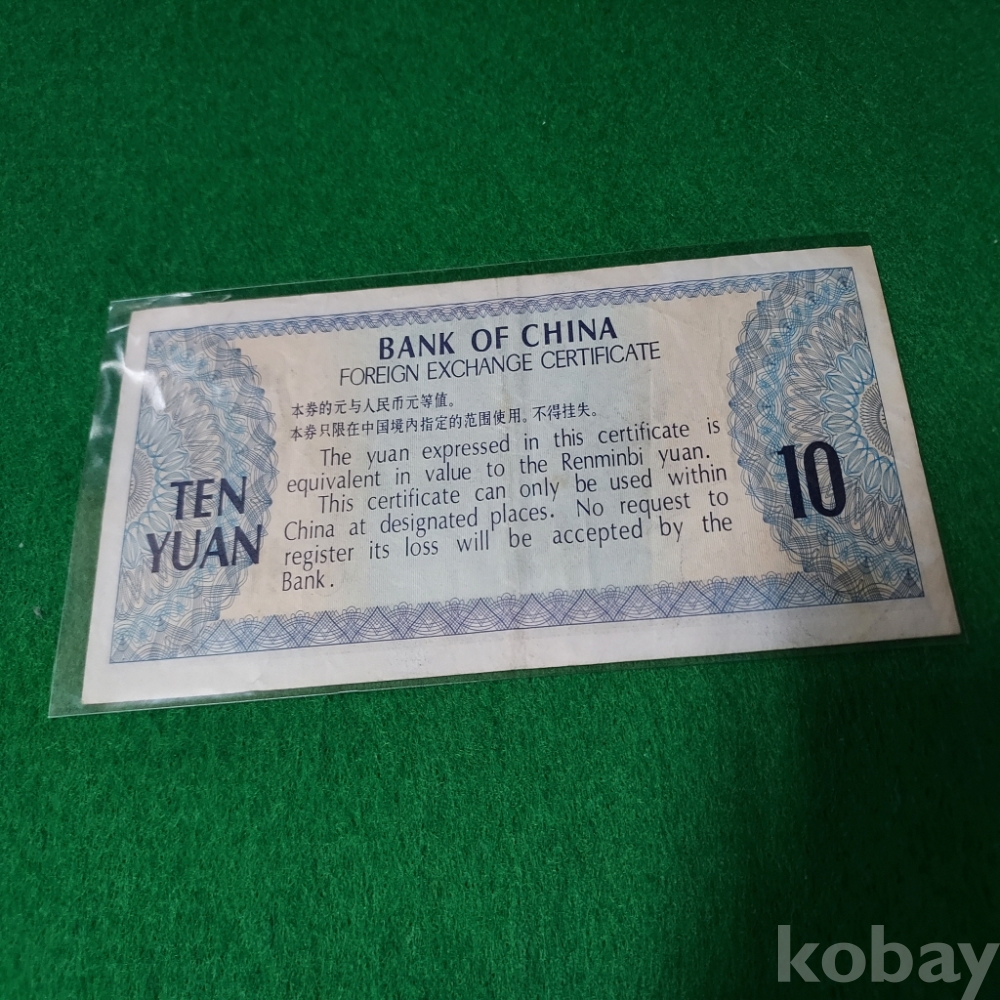 BANK OF CHINA
FOREIGN EXCHANGE CERTIFICATE
本券的元与人民币元等值。
本券只限在中国境内指定的范围使用。不得挂失。
The yuan expressed in this certificate is
equivalent in value to the Renminbi yuan.
This certificate can only be used within
China at designated places. No request to
register its loss will be accepted by the
Bank.
TEN
YUAN
10
kobay